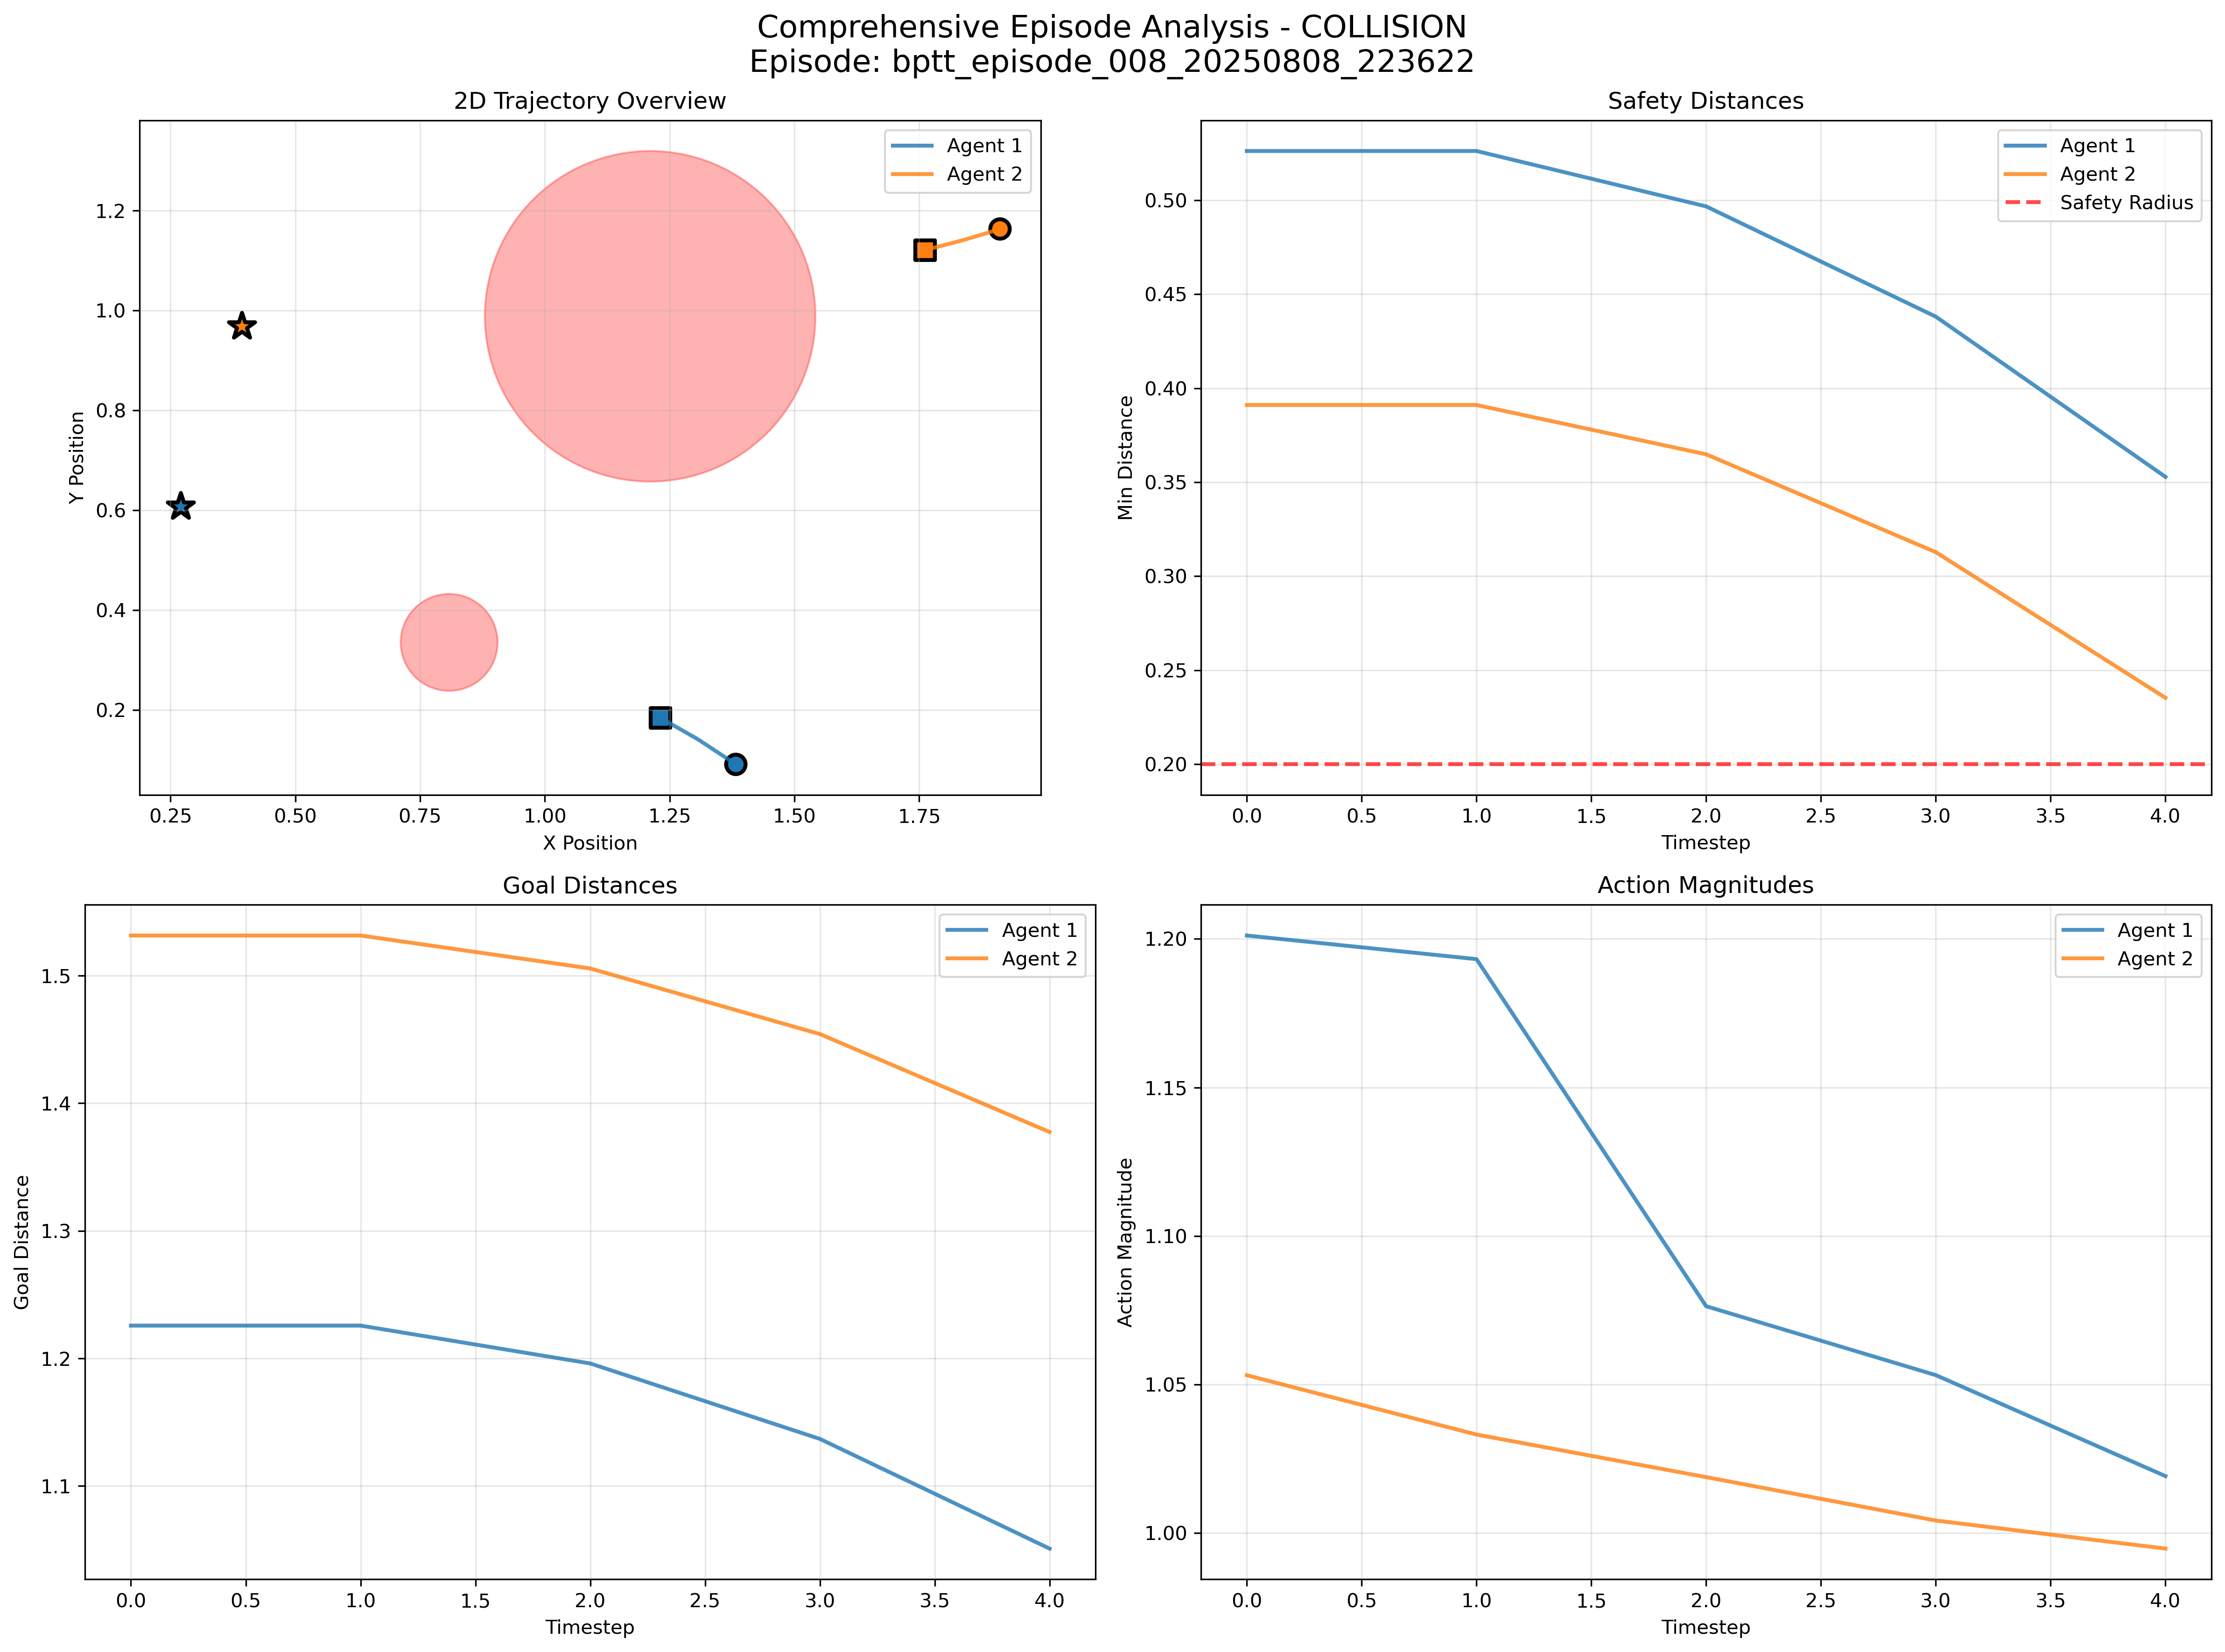 Comprehensive Episode Analysis - COLLISION
Episode: bptt_episode_008_20250808_223622
2D Trajectory Overview
Agent 1
Agent 2
Y Position
1.2
1.0
0.8
0.6
0.4
0.2
0.25 0.50 0.75 1.00 1.25 1.50 1.75
X Position
Safety Distances
Agent 1
Agent 2
Safety Radius
Min Distance
0.50
0.45
0.40
0.35
0.30
0.25
0.20
0.0 0.5 1.0 1.5 2.0 2.5 3.0 3.5 4.0
Timestep
Goal Distances
Agent 1
Agent 2
Goal Distance
1.5
1.4
1.3
1.2
1.1
0.0 0.5 1.0 1.5 2.0 2.5 3.0 3.5 4.0
Timestep
Action Magnitudes
Agent 1
Agent 2
Action Magnitude
1.20
1.15
1.10
1.05
1.00
0.0 0.5 1.0 1.5 2.0 2.5 3.0 3.5 4.0
Timestep